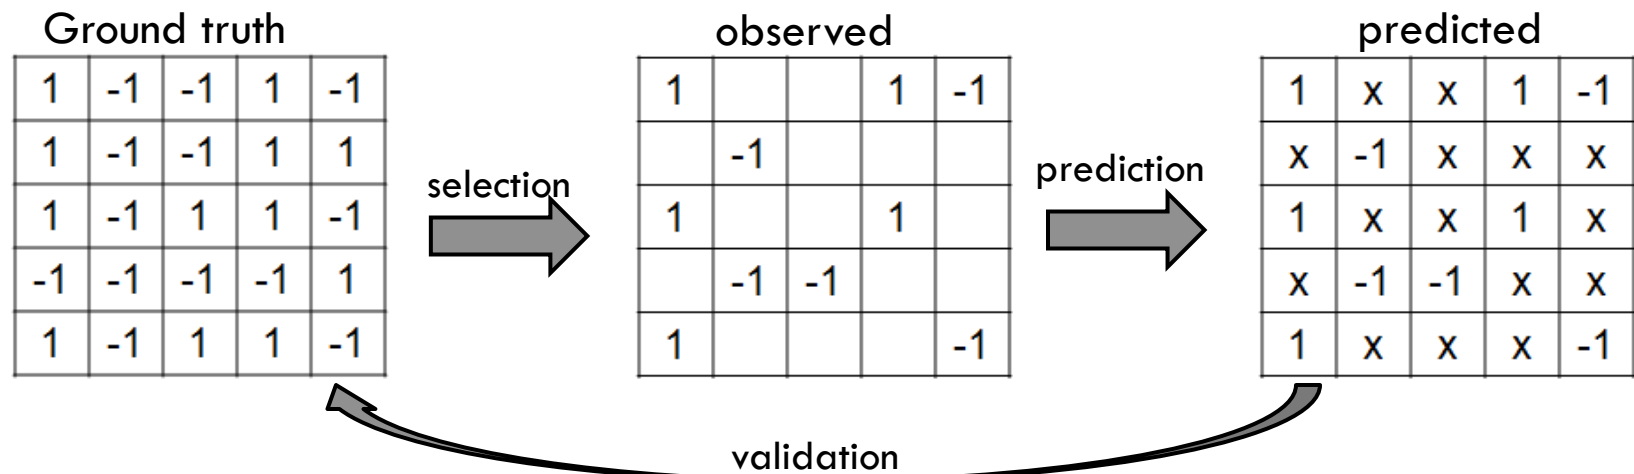 Ground truth
1 -1 -1 1 -1
1 -1 -1 1 1
1 -1 1 1 -1
-1 -1 -1 -1 1
1 -1 1 1 -1
selection
observed
1 1 -1
-1
1 1
-1 -1
1 -1
prediction
predicted
1 x x 1 -1
x -1 x x x
1 x x 1 x
x -1 -1 x x
1 x x x -1
validation